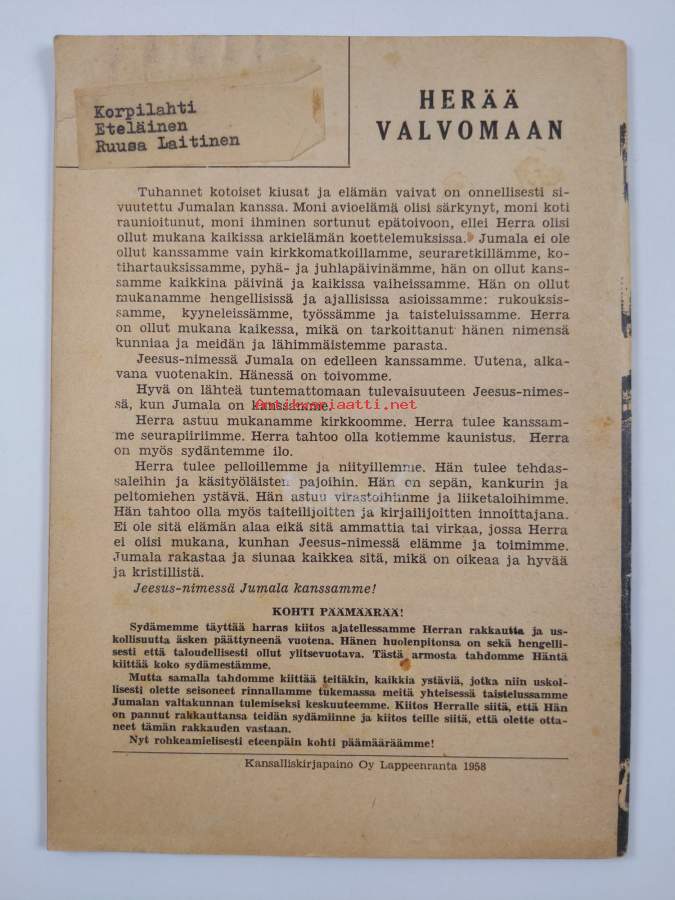 Korpilahti
Eteläinen
Ruusa Laitinen
HERÄÄ
VALVOMAAN
Tuhannet kotoiset kiusat ja elämän vaivat on onnellisesti si-
vuutettu Jumalan kanssa. Moni avioelämä olisi särkynyt, moni koti
raunioitunut, moni ihminen sortunut epätoivoon, ellei Herra olisi
ollut mukana kaikissa arkielämän koettelemuksissa. Jumala ei ole
ollut kanssamme vain kirkkomatkoillamme, seuraretkillämme, ko-
tihartauksissamme, pyhä- ja juhlapäivinämme, hän on ollut kans-
samme kaikkina päivinä ja kaikissa vaiheissamme. Hän on ollut
mukanamme hengellisissä ja ajallisissa asioissamme: rukouksis-
samme, kyyneleissämme, työssämme ja taisteluissamme. Herra
on ollut mukana kaikessa, mikä on tarkoittanut hänen nimensä
kunniaa ja meidän ja lähimmäistemme parasta.
Jeesus-nimessä Jumala on edelleen kanssamme. Uutena, alka-
vana vuotenakin. Hänessä on toivomme.
Hyvä on lähteä tuntemattomaan tulevaisuuteen Jeesus-nimes-
sä, kun Jumala on kanssamme.
Antikvariaatti.net
Herra astuu mukanamme kirkkoomme. Herra tulee kanssam-
me seurapiiriimme. Herra tahtoo olla kotiemme kaunistus. Herra
on myös sydäntemme ilo.
Herra tulee pelloillemme ja niityillemme. Hän tulee tehdas-
saleihin ja käsityöläisten pajoihin. Hän on sepän, kankurin ja
peltomiehen ystävä. Hän astuu virastoihimme ja liiketaloihimme.
Hän tahtoo olla myös taiteilijoitten ja kirjailijoitten innoittajana.
Ei ole sitä elämän alaa eikä sitä ammattia tai virkaa, jossa Herra
ei olisi mukana, kunhan Jeesus-nimessä elämme ja toimimme.
Jumala rakastaa ja siunaa kaikkea sitä, mikä on oikeaa ja hyvää
ja kristillistä.
Jeesus-nimessä Jumala kanssamme!
KOHTI PÄÄMÄÄRÄÄ!
Sydämemme täyttää harras kiitos ajatellessamme Herran rakkautta ja us-
kollisuutta äsken päättyneenä vuotena. Hänen huolenpitonsa on sekä hengelli-
sesti että taloudellisesti ollut ylitsevuotava. Tästä armosta tahdomme Häntä
kiittää koko sydämestämme.
Mutta samalla tahdomme kiittää teitäkin, kaikkia ystäviä, jotka niin uskol-
lisesti olette seisoneet rinnallamme tukemassa meitä yhteisessä taistelussamme
Jumalan valtakunnan tulemiseksi keskuuteemme. Kiitos Herralle siitä, että Hän
on pannut rakkauttansa teidän sydämiinne ja kiitos teille siitä, että olette otta-
neet tämän rakkauden vastaan.
Nyt rohkeamielisesti eteenpäin kohti päämääräämme!
Kansalliskirjapaino Oy Lappeenranta 1958